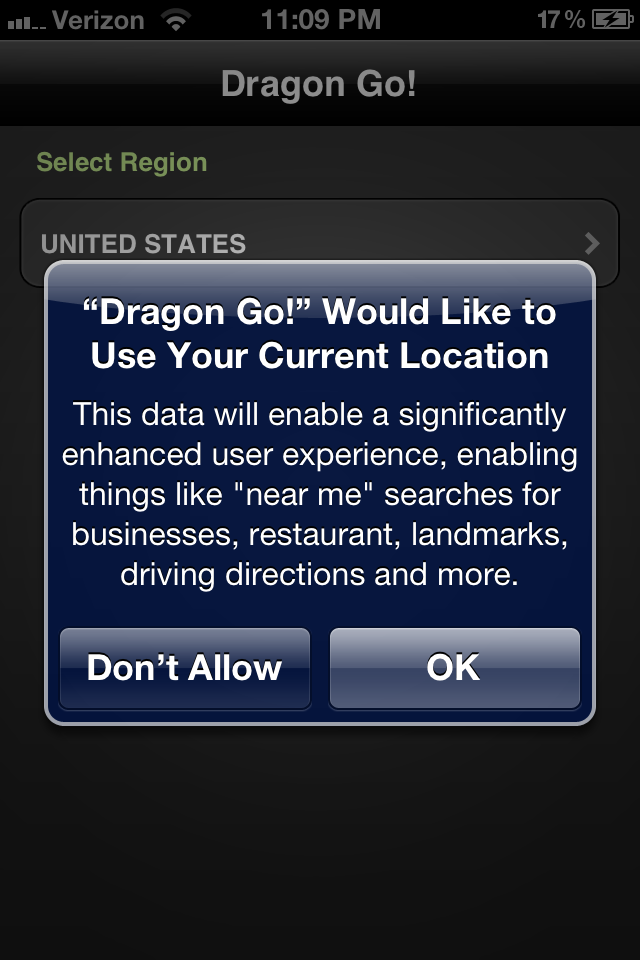 Verizon 11:09 PM 17%
Dragon Go!
Select Region
UNITED STATES
“Dragon Go!” Would Like to
Use Your Current Location
This data will enable a significantly
enhanced user experience, enabling
things like "near me" searches for
businesses, restaurant, landmarks,
driving directions and more.
Don’t Allow OK